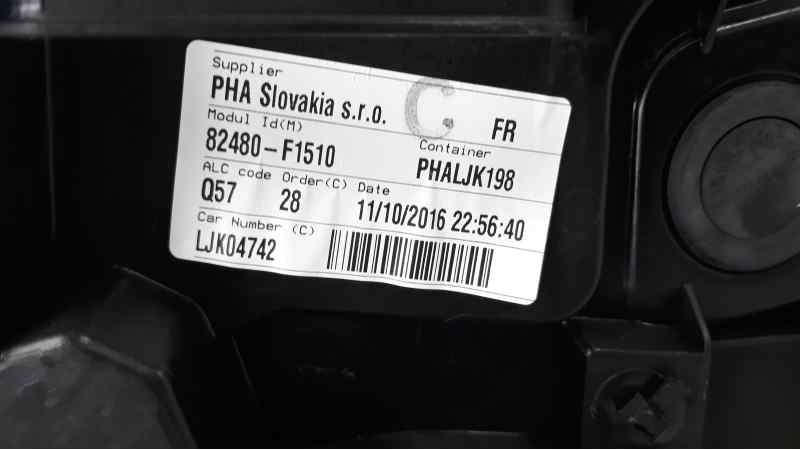 Supplier
PHA Slovakia s.r.o.
C
FR
Modul Id(M)
Container
82480-F1510
PHALJK198
ALC code Order(C) Date
Q57 28 11/10/2016 22:56:40
Car Number (C)
LJK04742